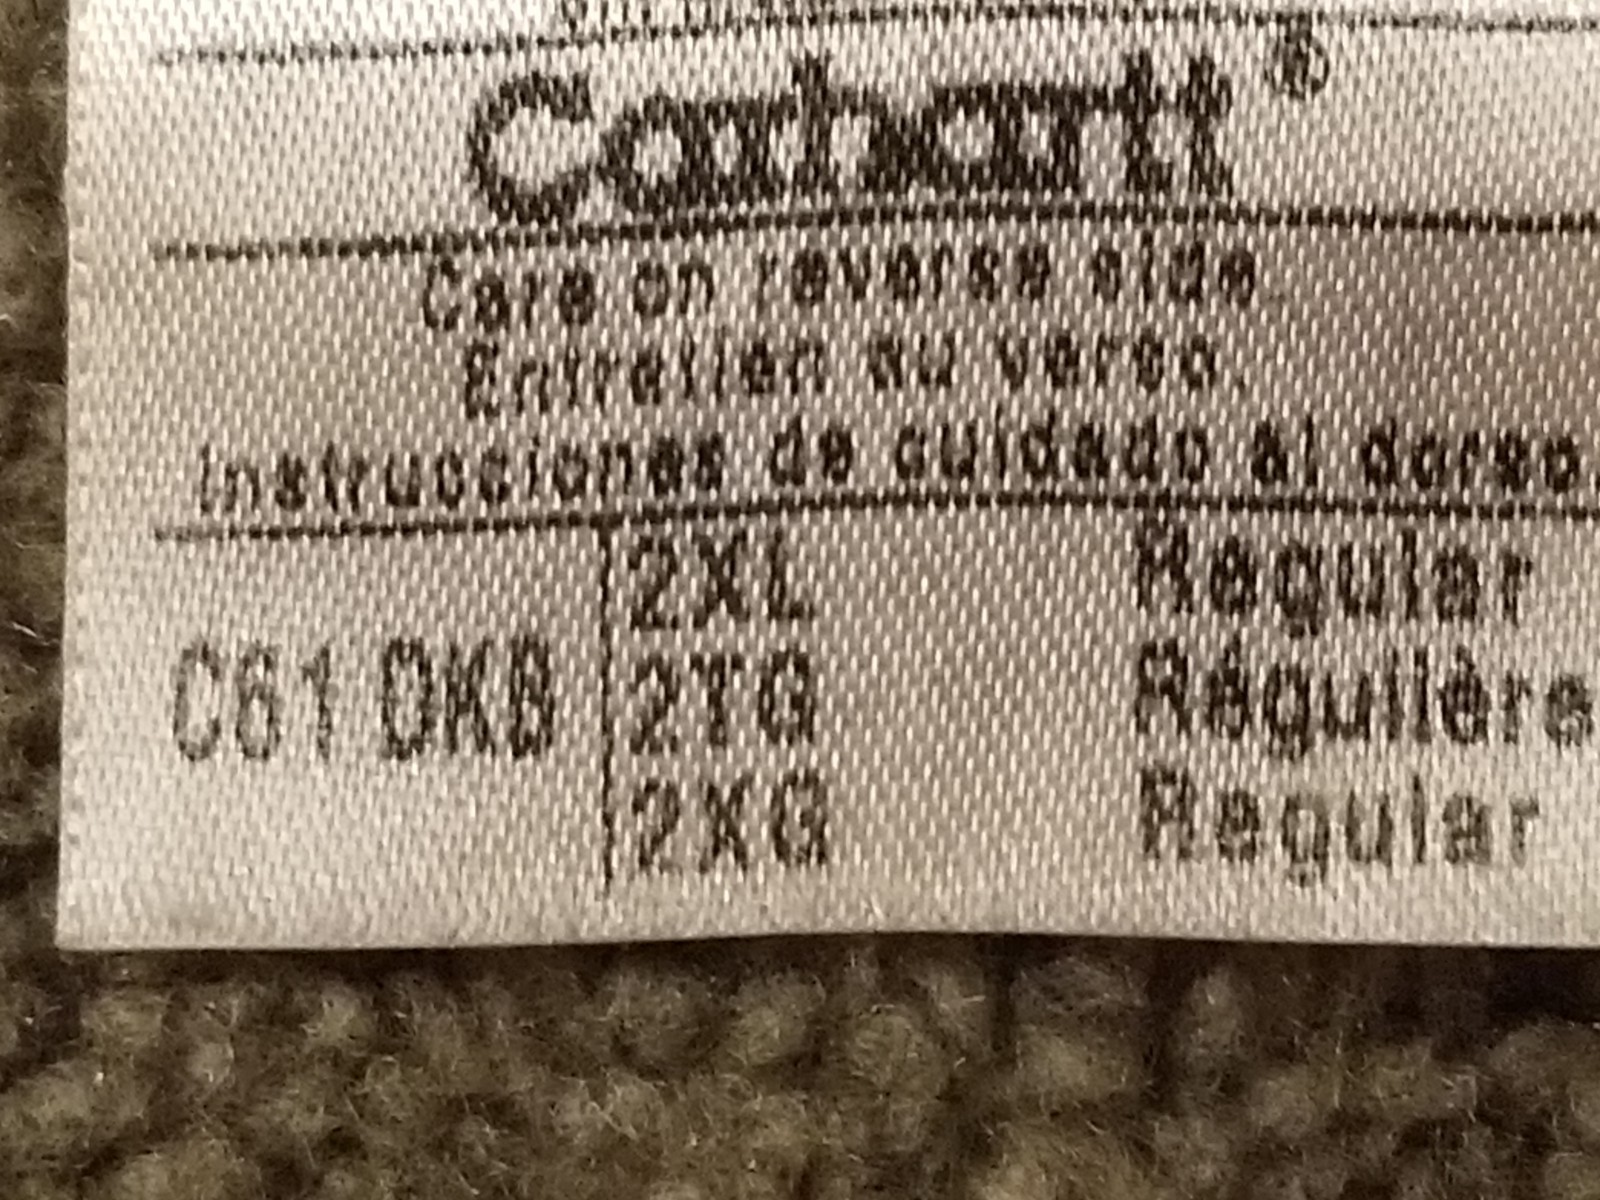 Carhartt®
Care on reverse side.
Entretien au verso.
Instrucciones de cuidado al dorso.
C61 DKB
2XL Regular
2TG Régulière
2XG Regular